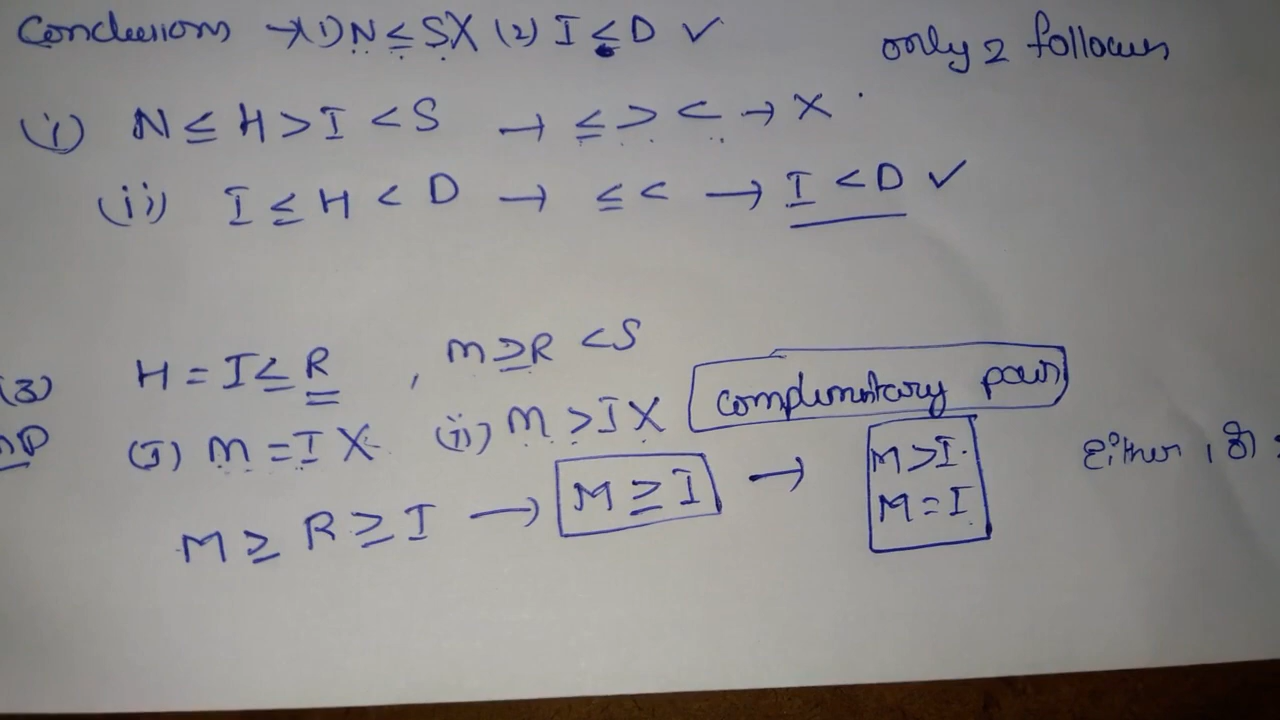 Conclusions → 1) N ≤ S X (2) I ≤ D ✓ only 2 follows
(i) N ≤ H > I < S → ≤ > < → X
(ii) I ≤ H < D → ≤ < → I < D ✓
(3) H = I ≤ R , M ≥ R < S
(I) M = I X (ii) M > I X complimentary pair
M ≥ R ≥ I → M ≥ I → M > I Either
M = I